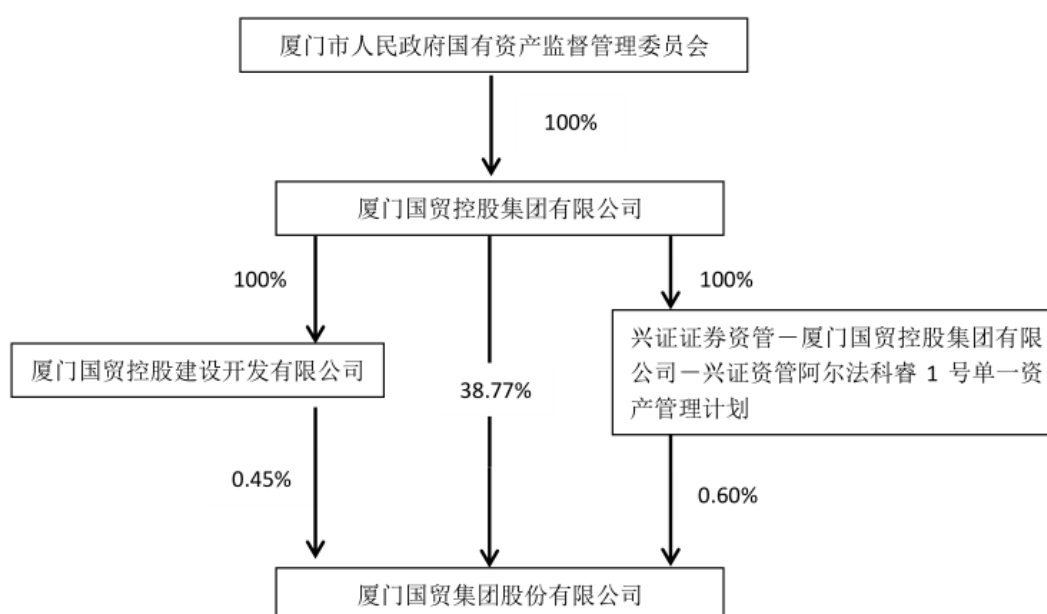 厦门市人民政府国有资产监督管理委员会
100%
厦门国贸控股集团有限公司
100%
100%
厦门国贸控股建设开发有限公司
38.77%
兴证证券资管－厦门国贸控股集团有限
公司－兴证资管阿尔法科睿 1 号单一资
产管理计划
0.45%
0.60%
厦门国贸集团股份有限公司